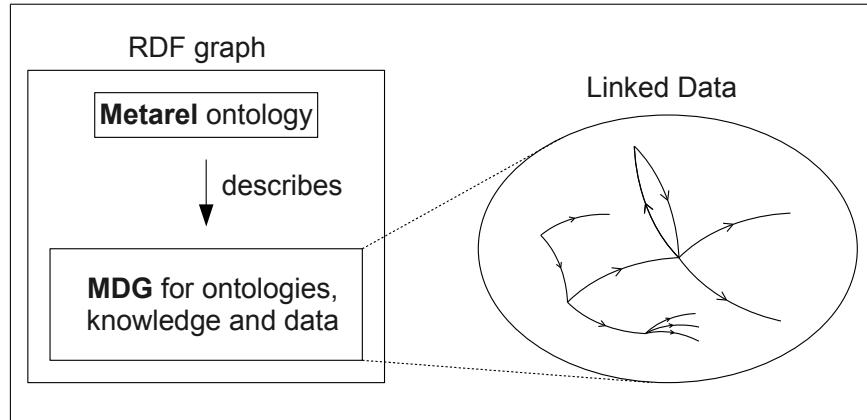 RDF graph
Metarel ontology
describes
MDG for ontologies,
knowledge and data
Linked Data